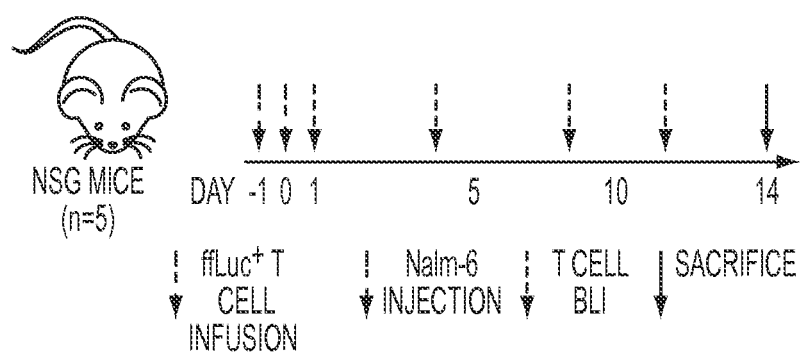 NSG MICE
(n=5)
DAY -1 0 1 5 10 14
ffLuc+ T
CELL
INFUSION
Nalm-6
INJECTION
T CELL
BLI
SACRIFICE